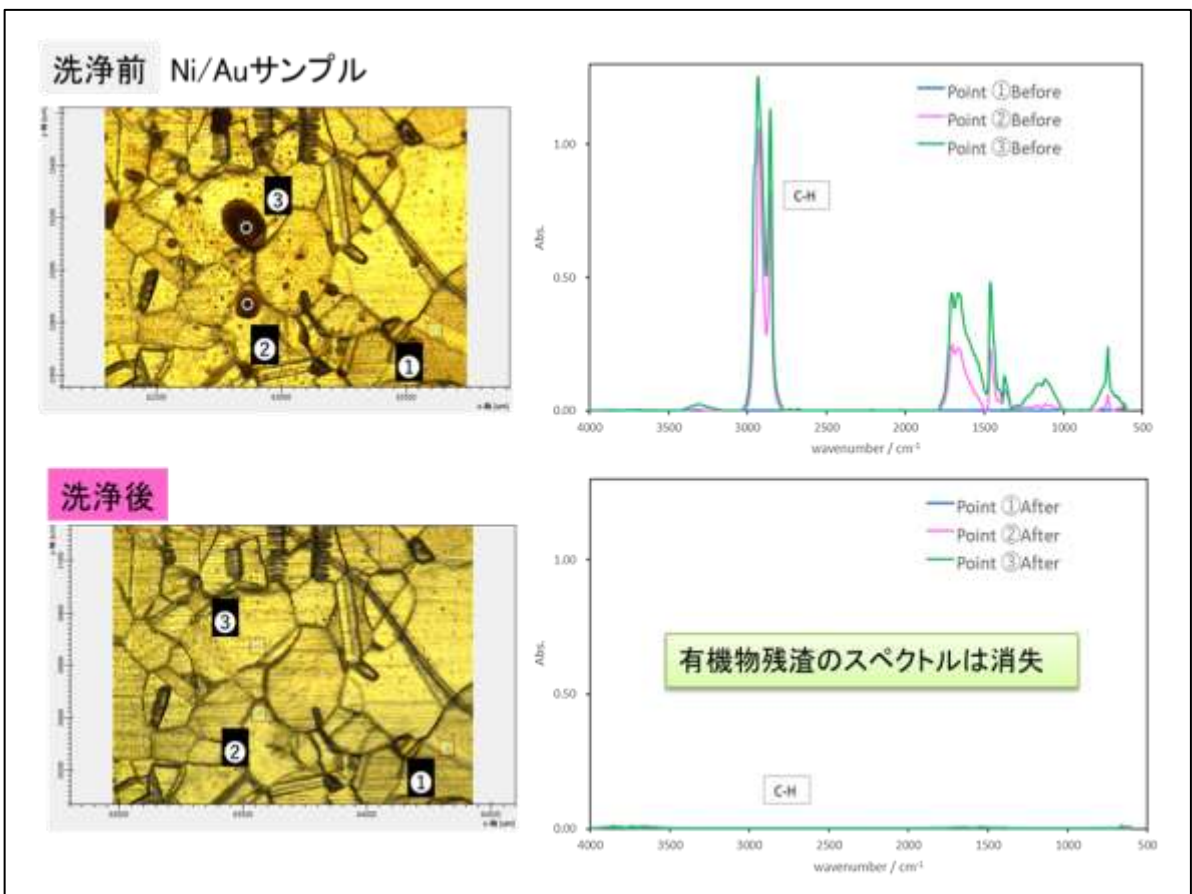 洗浄前 Ni/Auサンプル
③
②
①
Point ①Before
Point ②Before
Point ③Before
C-H
Abs.
1.00
0.50
0.00
4000 3500 3000 2500 2000 1500 1000 500
wavenumber / cm⁻¹
洗浄後
③
②
①
Point ①After
Point ②After
Point ③After
有機物残渣のスペクトルは消失
C-H
Abs.
1.00
0.50
0.00
4000 3500 3000 2500 2000 1500 1000 500
wavenumber / cm⁻¹